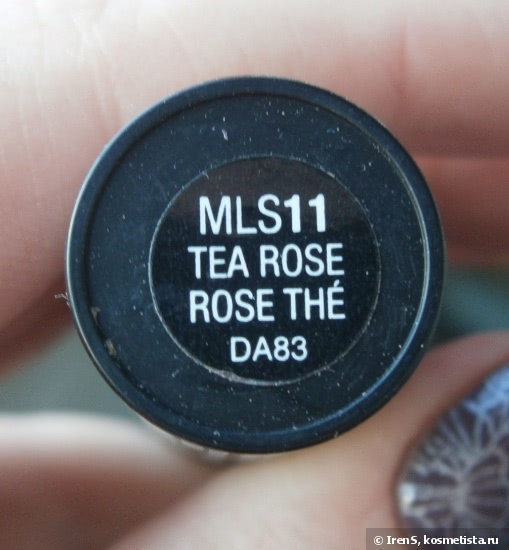 MLS11
TEA ROSE
ROSE THÉ
DA83
© IrenS, kosmetista.ru